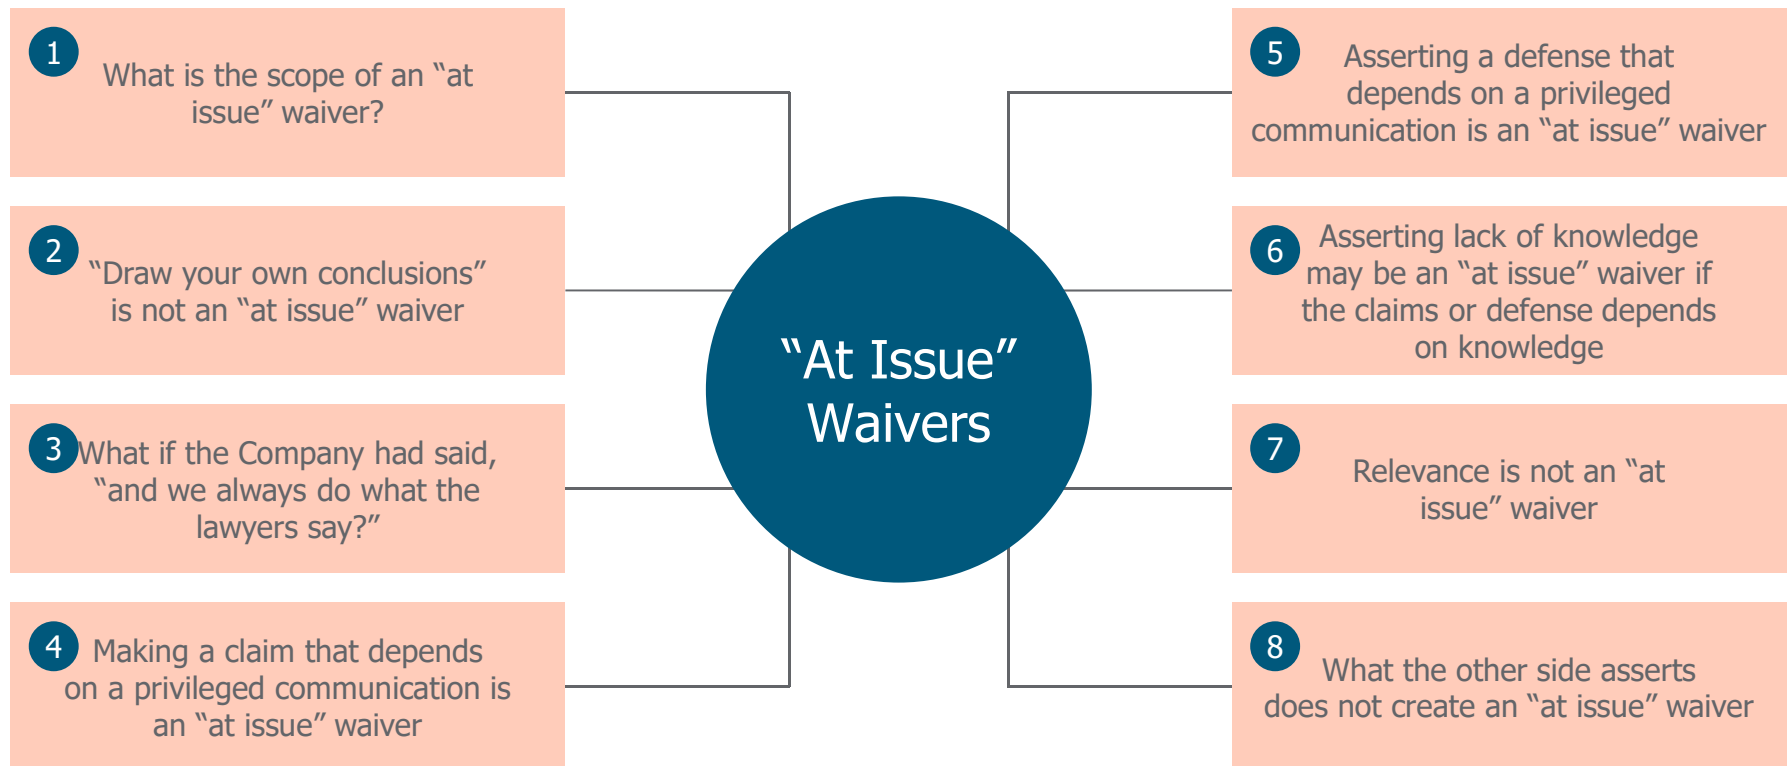 1
What is the scope of an “at
issue” waiver?
2
“Draw your own conclusions”
is not an “at issue” waiver
3
What if the Company had said,
“and we always do what the
lawyers say?”
4
Making a claim that depends
on a privileged communication is
an “at issue” waiver
“At Issue”
Waivers
5
Asserting a defense that
depends on a privileged
communication is an “at issue” waiver
6
Asserting lack of knowledge
may be an “at issue” waiver if
the claims or defense depends
on knowledge
7
Relevance is not an “at
issue” waiver
8
What the other side asserts
does not create an “at issue” waiver